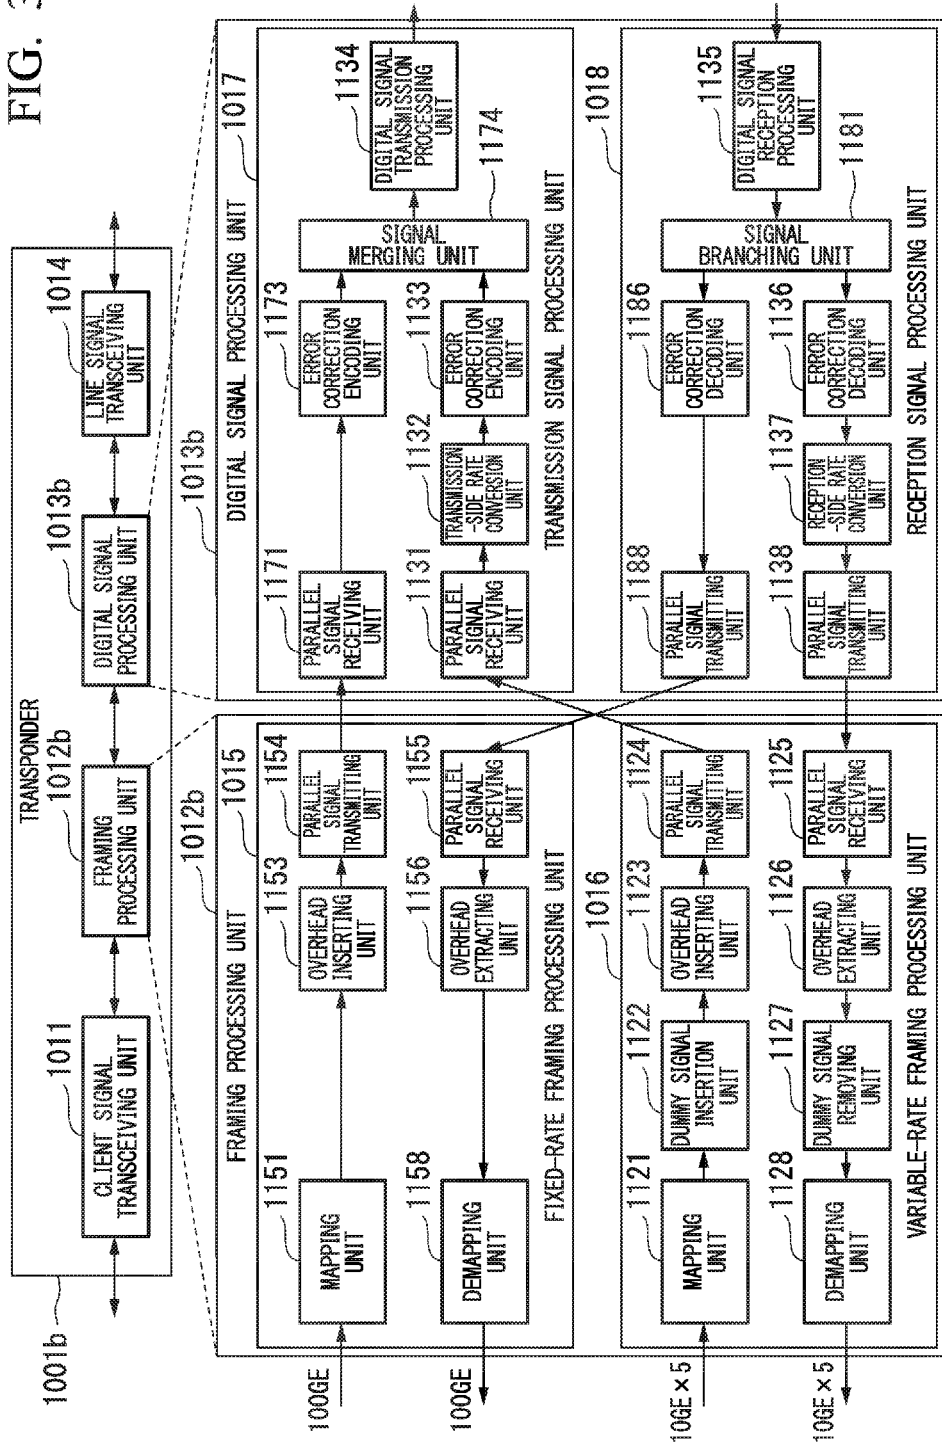 FIG. 3
TRANSPONDER
1001b
1011
CLIENT SIGNAL
TRANSCEIVING UNIT
1012b
FRAMING
PROCESSING UNIT
1013b
DIGITAL SIGNAL
PROCESSING UNIT
1014
LINE SIGNAL
TRANSCEIVING
UNIT
1012b
FRAMING PROCESSING UNIT
1015
100GE
1151
MAPPING
UNIT
1153
OVERHEAD
INSERTING
UNIT
1154
PARALLEL
SIGNAL
TRANSMITTING
UNIT
100GE
1158
DEMAPPING
UNIT
1156
OVERHEAD
EXTRACTING
UNIT
1155
PARALLEL
SIGNAL
RECEIVING
UNIT
FIXED-RATE FRAMING PROCESSING UNIT
1016
10GE×5
1121
MAPPING
UNIT
1122
DUMMY SIGNAL
INSERTION
UNIT
1123
OVERHEAD
INSERTING
UNIT
1124
PARALLEL
SIGNAL
TRANSMITTING
UNIT
10GE×5
1128
DEMAPPING
UNIT
1127
DUMMY SIGNAL
REMOVING
UNIT
1126
OVERHEAD
EXTRACTING
UNIT
1125
PARALLEL
SIGNAL
RECEIVING
UNIT
VARIABLE-RATE FRAMING PROCESSING UNIT
1013b
DIGITAL SIGNAL PROCESSING UNIT
1017
1171
PARALLEL
SIGNAL
RECEIVING
UNIT
1173
ERROR
CORRECTION
ENCODING
UNIT
1131
PARALLEL
SIGNAL
RECEIVING
UNIT
1132
TRANSMISSION
-SIDE RATE
CONVERSION
UNIT
1133
ERROR
CORRECTION
ENCODING
UNIT
SIGNAL
MERGING UNIT
1174
1134
DIGITAL SIGNAL
TRANSMISSION
PROCESSING
UNIT
TRANSMISSION SIGNAL PROCESSING UNIT
1018
1188
PARALLEL
SIGNAL
TRANSMITTING
UNIT
1186
ERROR
CORRECTION
DECODING
UNIT
1138
PARALLEL
SIGNAL
TRANSMITTING
UNIT
1137
RECEPTION
-SIDE RATE
CONVERSION
UNIT
1136
ERROR
CORRECTION
DECODING
UNIT
SIGNAL
BRANCHING UNIT
1181
1135
DIGITAL SIGNAL
RECEPTION
PROCESSING
UNIT
RECEPTION SIGNAL PROCESSING UNIT